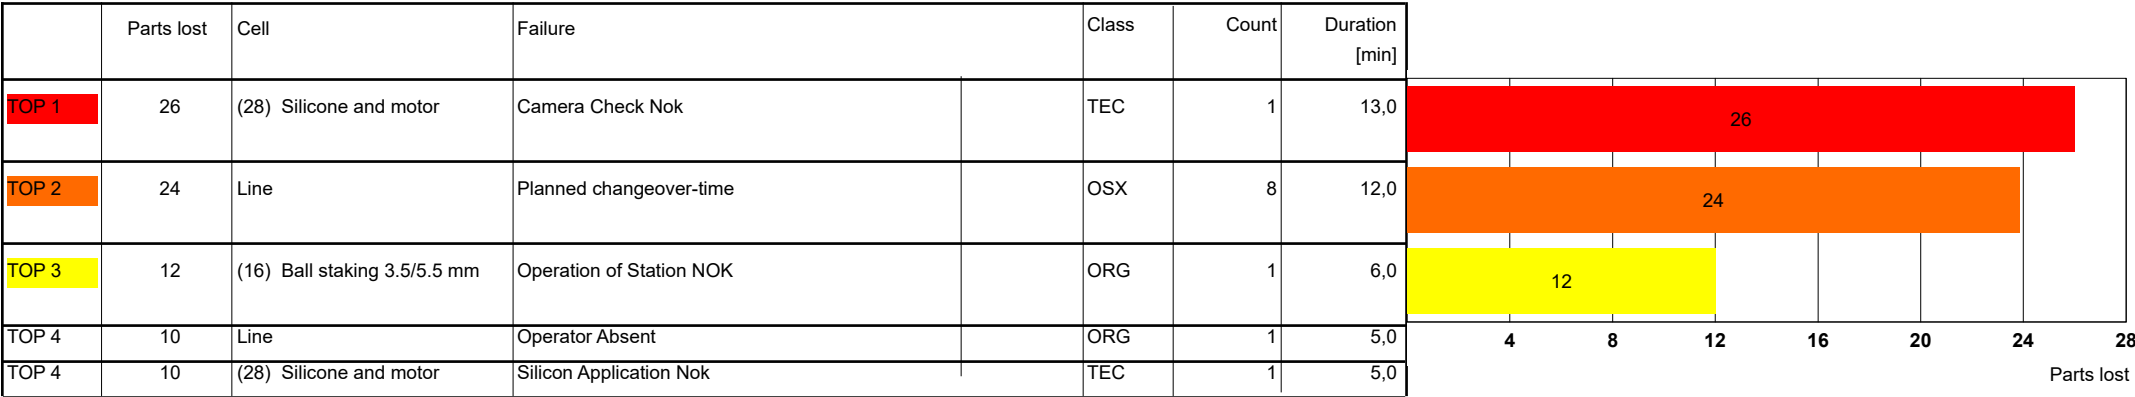 Parts lost Cell Failure Class Count Duration
[min]
TOP 1 26 (28) Silicone and motor Camera Check Nok TEC 1 13,0
26
TOP 2 24 Line Planned changeover-time OSX 8 12,0
24
TOP 3 12 (16) Ball staking 3.5/5.5 mm Operation of Station NOK ORG 1 6,0
12
TOP 4 10 Line Operator Absent ORG 1 5,0
4 8 12 16 20 24 28
TOP 4 10 (28) Silicone and motor Silicon Application Nok TEC 1 5,0
Parts lost